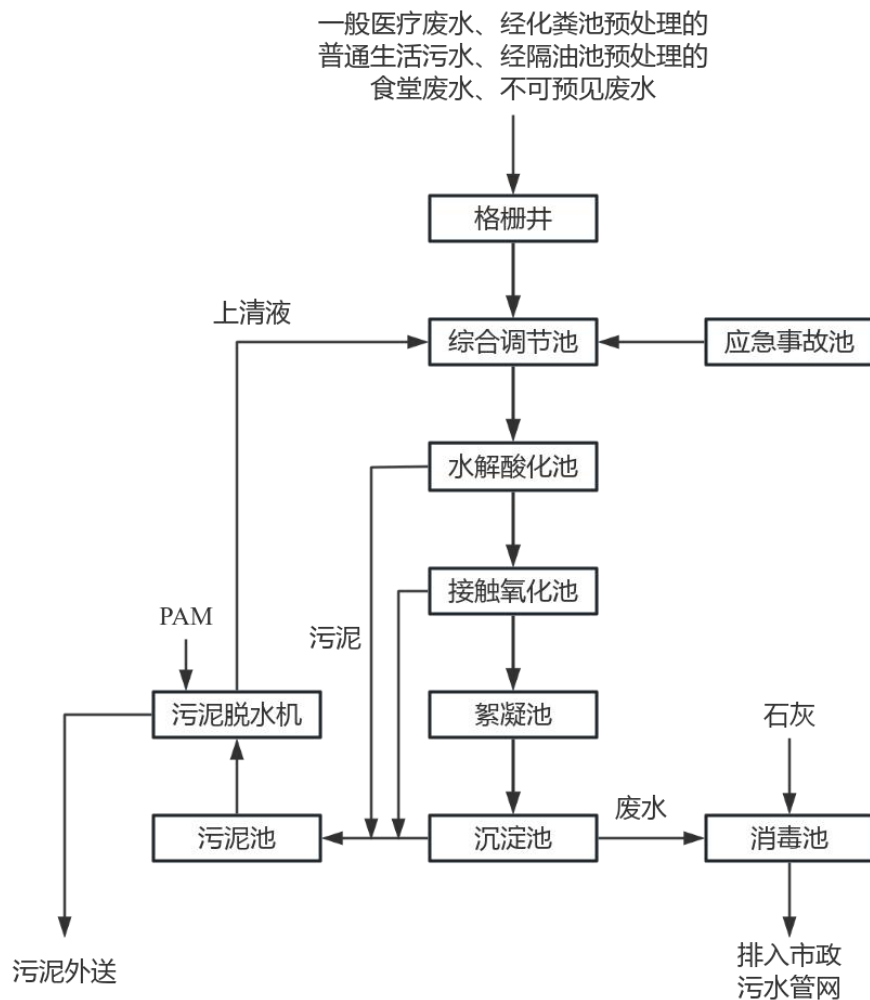 一般医疗废水、经化粪池预处理的
普通生活污水、经隔油池预处理的
食堂废水、不可预见废水
格栅井
上清液
综合调节池
应急事故池
水解酸化池
接触氧化池
PAM
污泥
污泥脱水机
絮凝池
石灰
废水
污泥池
沉淀池
消毒池
污泥外送
排入市政
污水管网